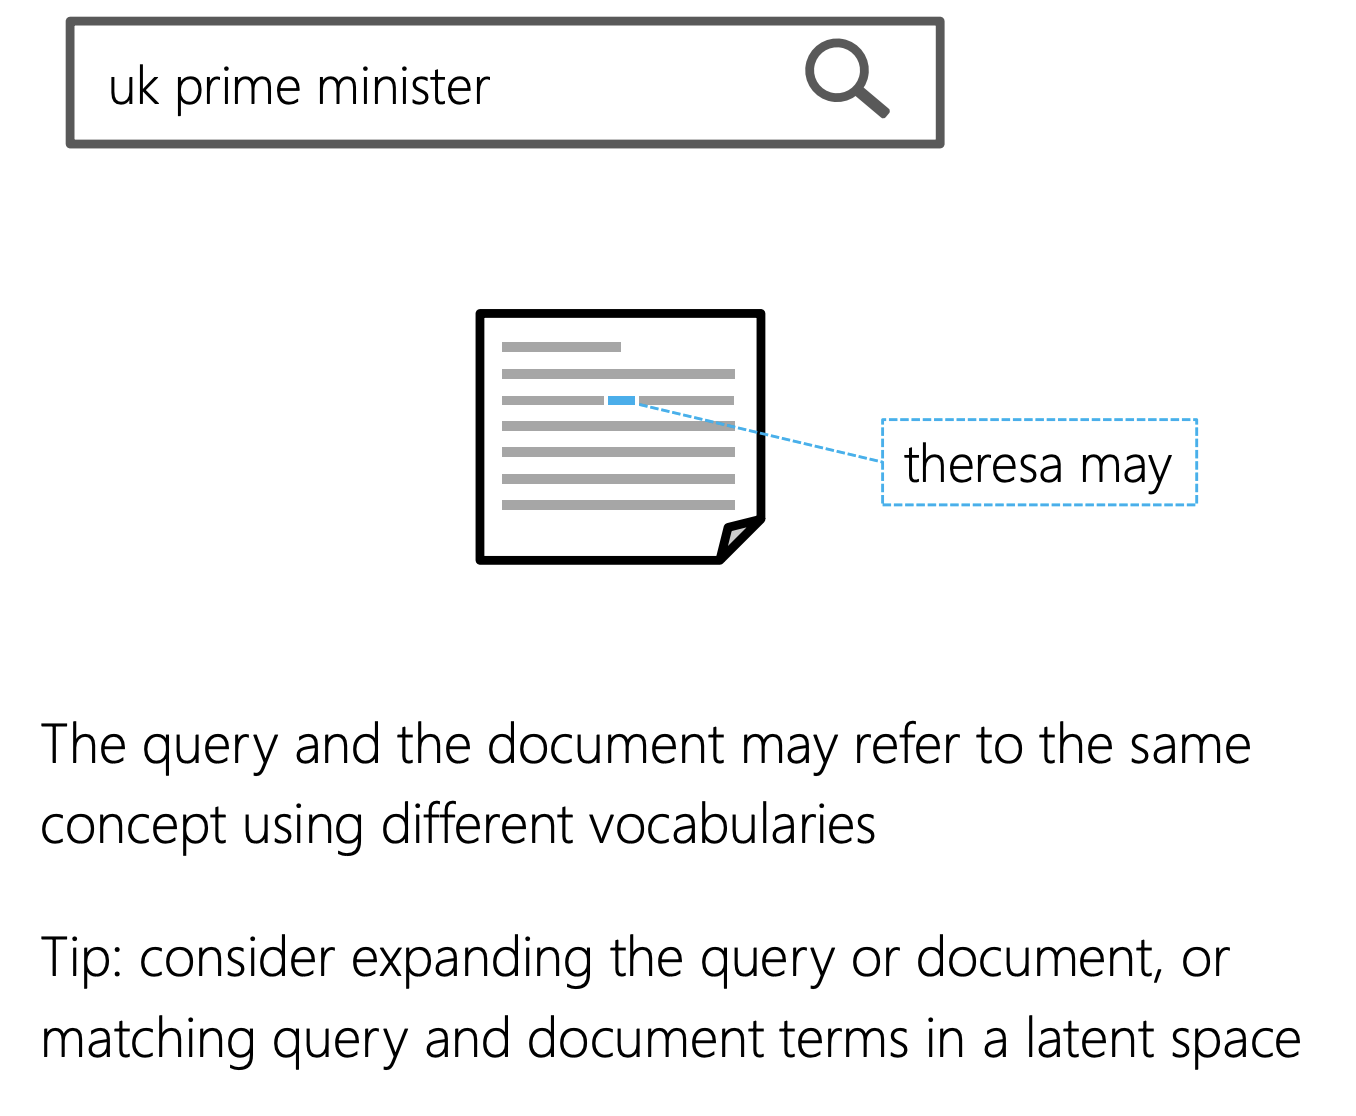 uk prime minister
theresa may
The query and the document may refer to the same
concept using different vocabularies
Tip: consider expanding the query or document, or
matching query and document terms in a latent space